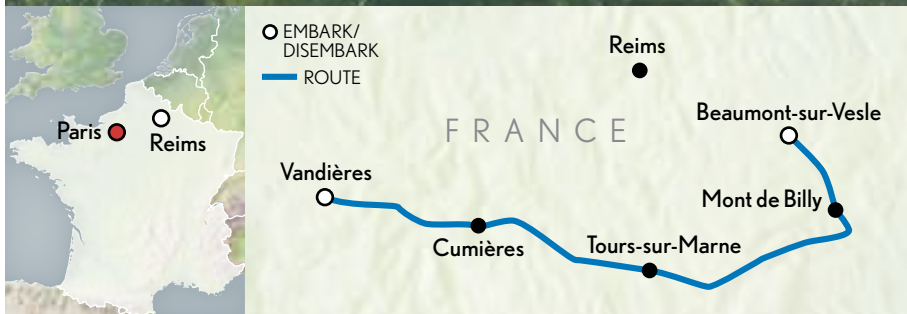 Paris
Reims
EMBARK/
DISEMBARK
ROUTE
FRANCE
Reims
Beaumont-sur-Vesle
Vandières
Mont de Billy
Cumières
Tours-sur-Marne